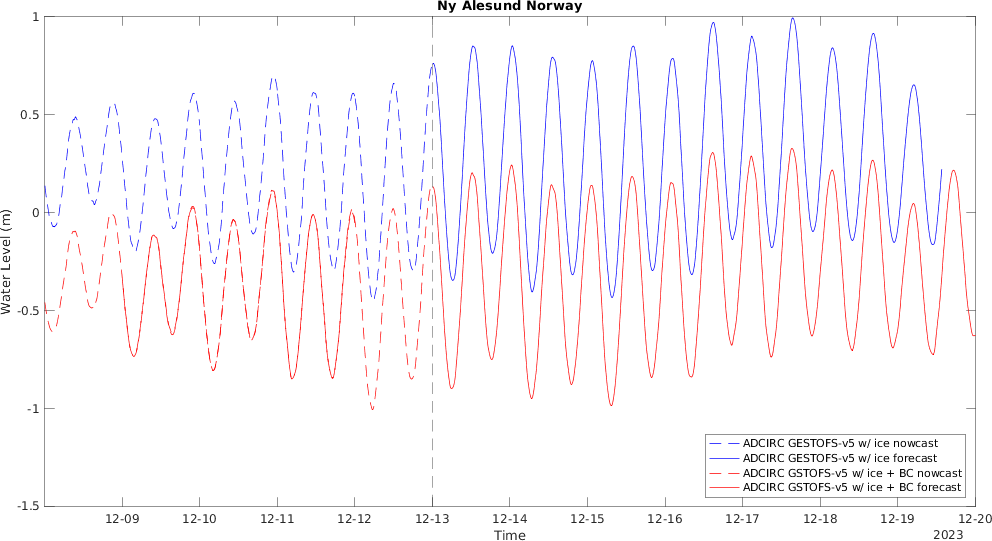 Ny Alesund Norway
1
0.5
0
-0.5
-1
-1.5
Water Level (m)
ADCIRC GESTOFS-v5 w/ ice nowcast
ADCIRC GESTOFS-v5 w/ ice forecast
ADCIRC GSTOFS-v5 w/ ice + BC nowcast
ADCIRC GSTOFS-v5 w/ ice + BC forecast
12-09 12-10 12-11 12-12 12-13 12-14 12-15 12-16 12-17 12-18 12-19 12-20
Time
2023